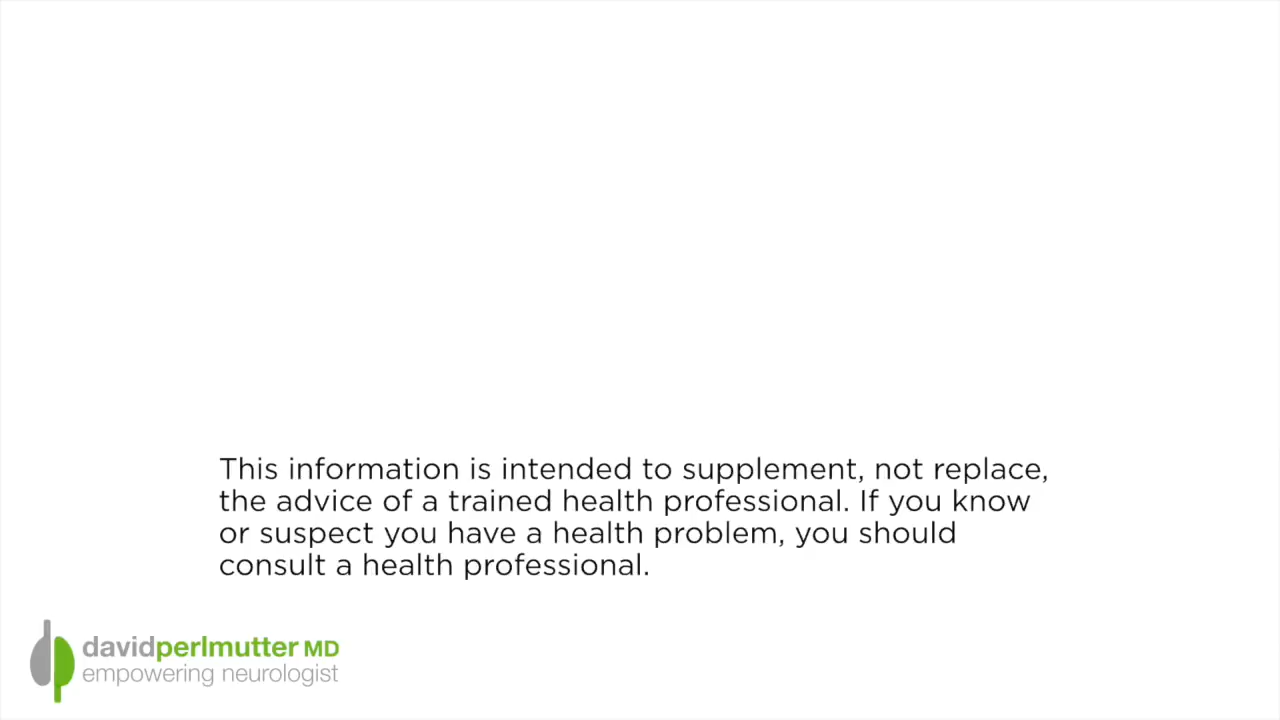 This information is intended to supplement, not replace,
the advice of a trained health professional. If you know
or suspect you have a health problem, you should
consult a health professional.
davidperlmutter MD
empowering neurologist